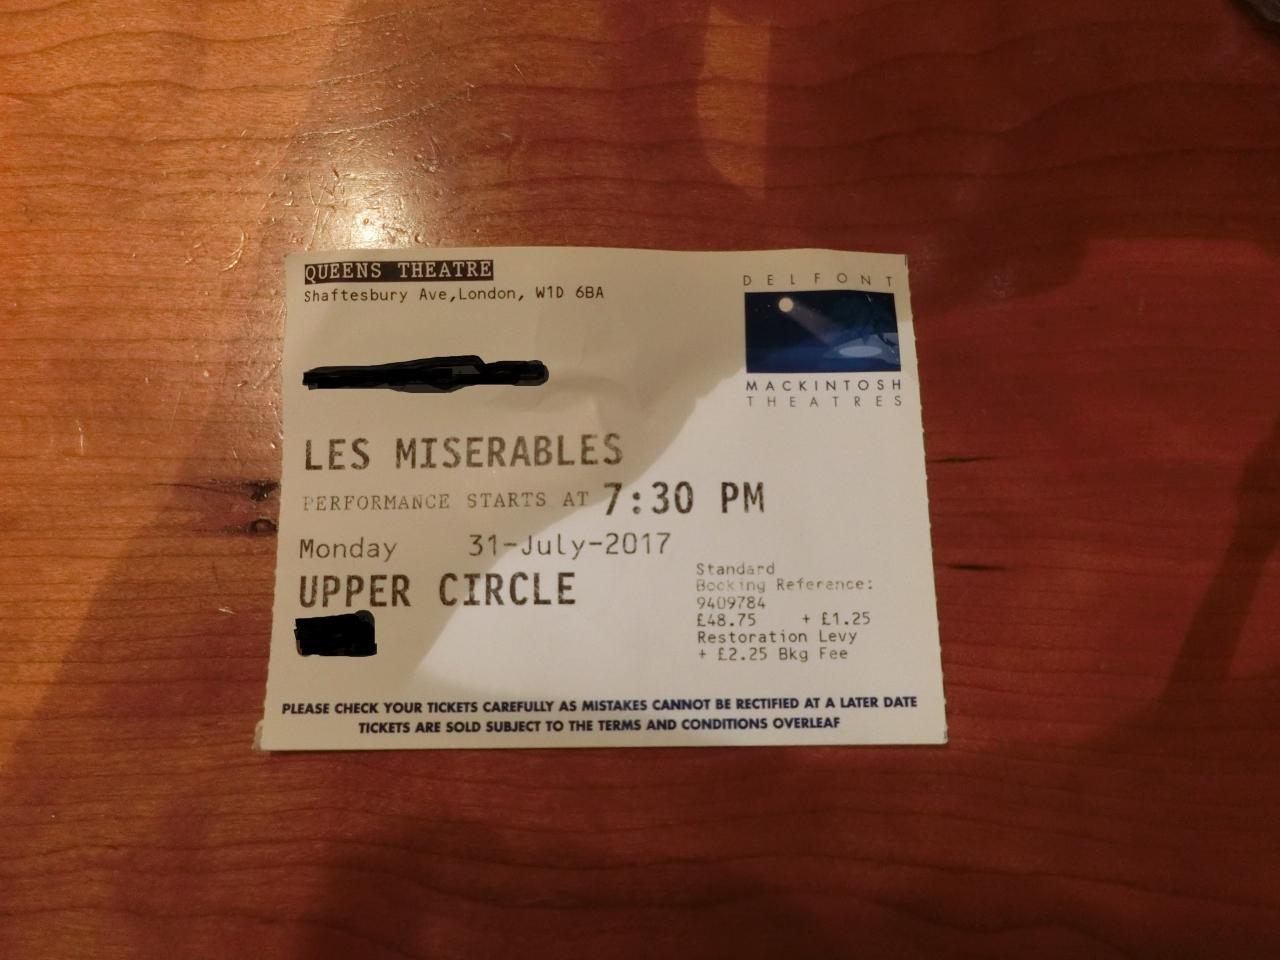 QUEENS THEATRE
Shaftesbury Ave,London, W1D 6BA
DELFONT
MACKINTOSH
THEATRES
LES MISERABLES
PERFORMANCE STARTS AT 7:30 PM
Monday 31-July-2017
UPPER CIRCLE
Standard
Booking Reference:
9409784
£48.75 + £1.25
Restoration Levy
+ £2.25 Bkg Fee
PLEASE CHECK YOUR TICKETS CAREFULLY AS MISTAKES CANNOT BE RECTIFIED AT A LATER DATE
TICKETS ARE SOLD SUBJECT TO THE TERMS AND CONDITIONS OVERLEAF